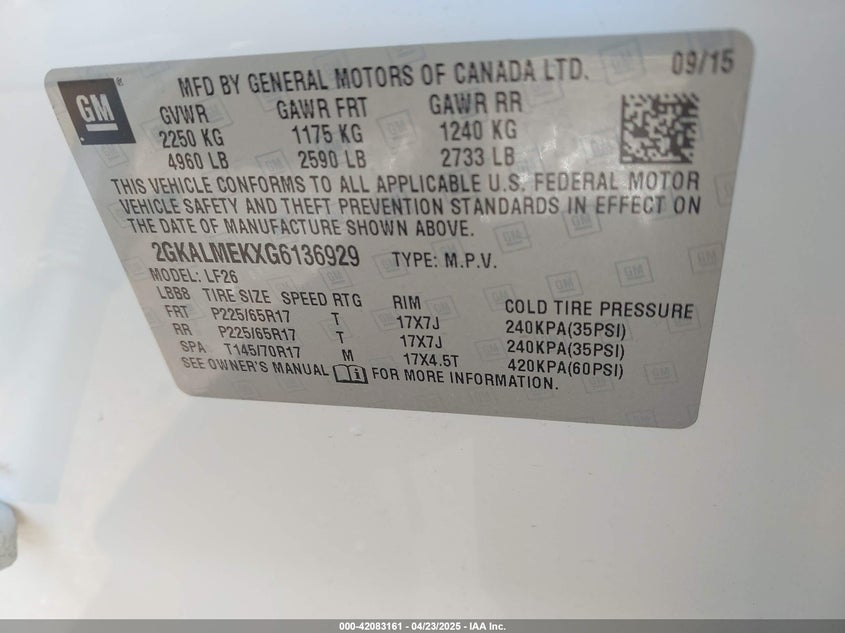 GM
MFD BY GENERAL MOTORS OF CANADA LTD. 09/15
GVWR GAWR FRT GAWR RR
2250 KG 1175 KG 1240 KG
4960 LB 2590 LB 2733 LB
THIS VEHICLE CONFORMS TO ALL APPLICABLE U.S. FEDERAL MOTOR
VEHICLE SAFETY AND THEFT PREVENTION STANDARDS IN EFFECT ON
THE DATE OF MANUFACTURE SHOWN ABOVE.
2GKALMEKXG6136929 TYPE: M.P.V.
MODEL: LF26
LBB8 TIRE SIZE SPEED RTG RIM COLD TIRE PRESSURE
FRT P225/65R17 T 17X7J 240KPA(35PSI)
RR P225/65R17 T 17X7J 240KPA(35PSI)
SPA T145/70R17 M 17X4.5T 420KPA(60PSI)
SEE OWNER'S MANUAL FOR MORE INFORMATION.
000-42083161 - 04/23/2025 - IAA Inc.